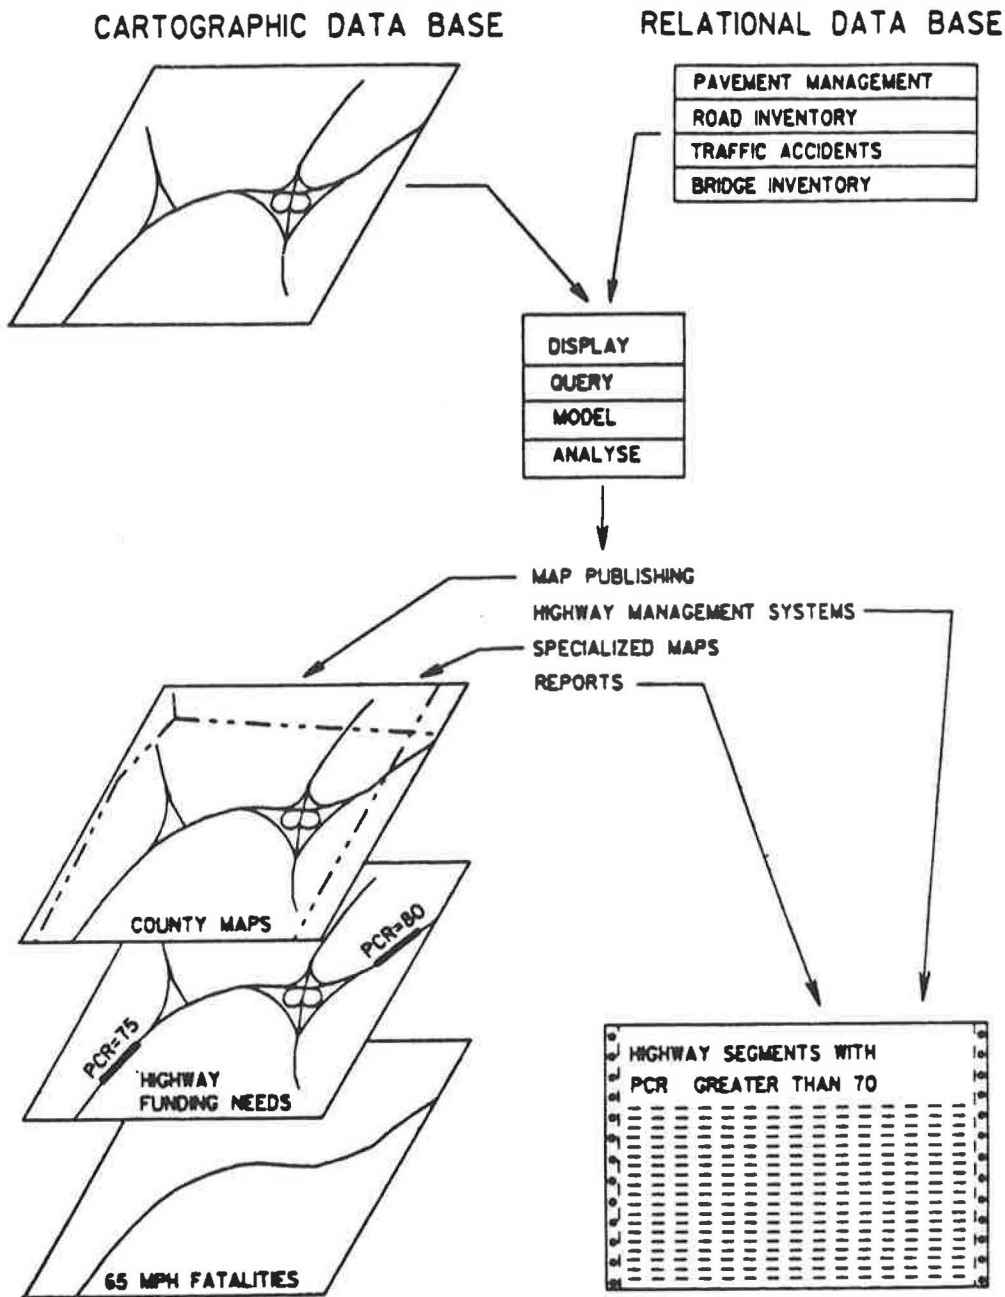 CARTOGRAPHIC DATA BASE
RELATIONAL DATA BASE
PAVEMENT MANAGEMENT
ROAD INVENTORY
TRAFFIC ACCIDENTS
BRIDGE INVENTORY
DISPLAY
QUERY
MODEL
ANALYSE
MAP PUBLISHING
HIGHWAY MANAGEMENT SYSTEMS
SPECIALIZED MAPS
REPORTS
COUNTY MAPS
PCR=80
PCR=75
HIGHWAY
FUNDING NEEDS
65 MPH FATALITIES
HIGHWAY SEGMENTS WITH
PCR GREATER THAN 70